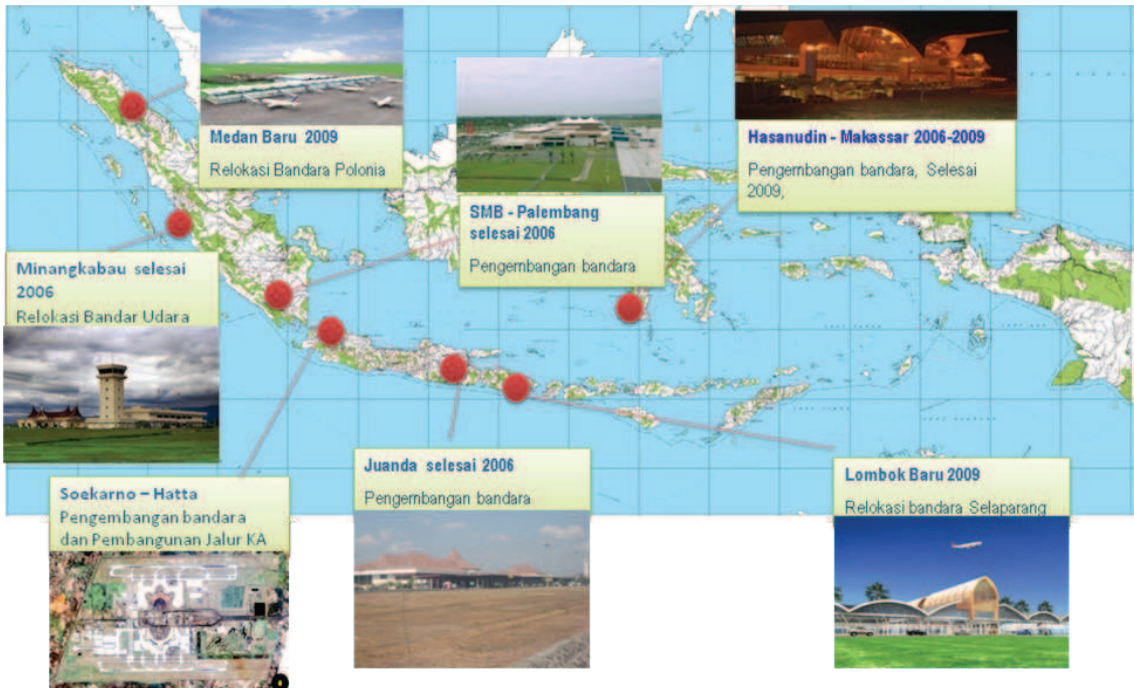 Medan Baru 2009
Relokasi Bandara Polonia
Hasanudin - Makassar 2006-2009
Pengembangan bandara, Selesai
2009,
SMB - Palembang
selesai 2006
Pengembangan bandara
Minangkabau selesai
2006
Relokasi Bandar Udara
Soekarno – Hatta
Pengembangan bandara
dan Pembangunan Jalur KA
Juanda selesai 2006
Pengembangan bandara
Lombok Baru 2009
Relokasi bandara Selaparang